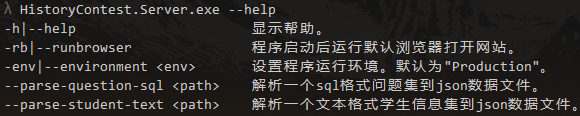 λ HistoryContest.Server.exe --help
-h|--help 显示帮助。
-rb|--runbrowser 程序启动后运行默认浏览器打开网站。
-env|--environment <env> 设置程序运行环境。默认为"Production"。
--parse-question-sql <path> 解析一个sql格式问题集到json数据文件。
--parse-student-text <path> 解析一个文本格式学生信息集到json数据文件。